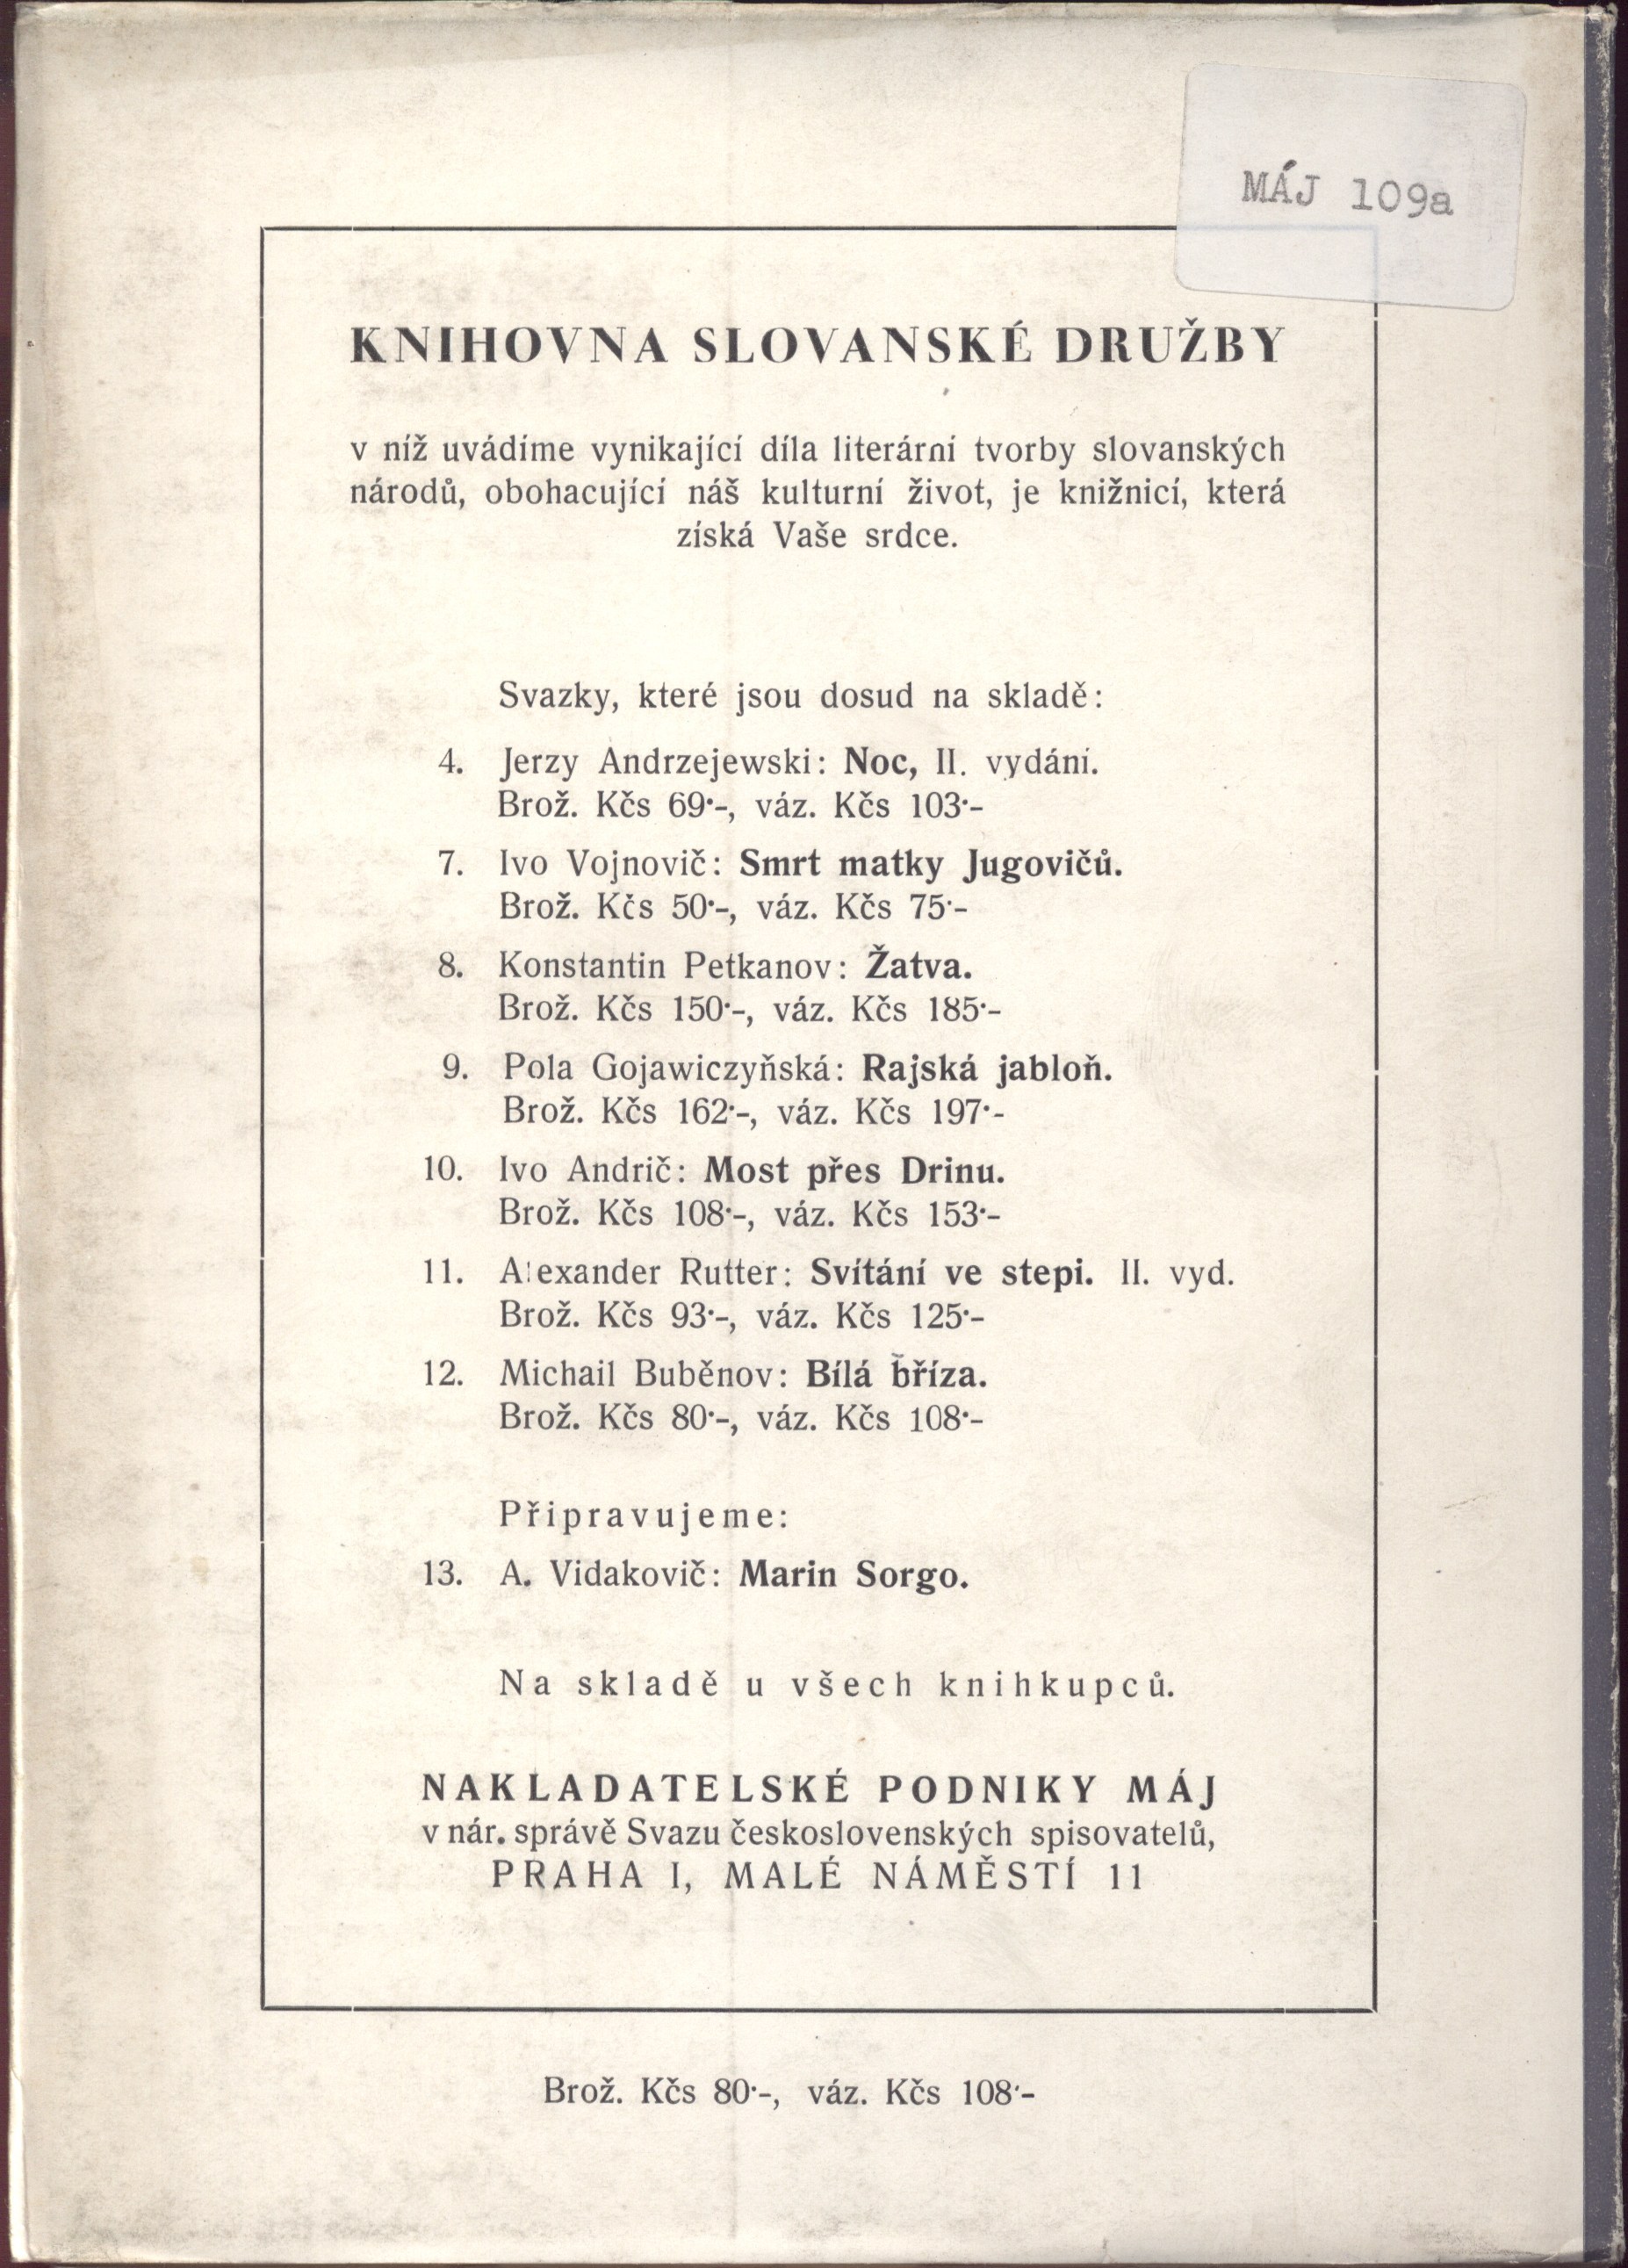 MÁJ 109a
KNIHOVNA SLOVANSKÉ DRUŽBY
v níž uvádíme vynikající díla literární tvorby slovanských
národů, obohacující náš kulturní život, je knižnicí, která
získá Vaše srdce.
Svazky, které jsou dosud na skladě:
4. Jerzy Andrzejewski: Noc, II. vydání.
Brož. Kčs 69·-, váz. Kčs 103·-
7. Ivo Vojnovič: Smrt matky Jugovičů.
Brož. Kčs 50·-, váz. Kčs 75·-
8. Konstantin Petkanov: Žatva.
Brož. Kčs 150·-, váz. Kčs 185·-
9. Pola Gojawiczyňská: Rajská jabloň.
Brož. Kčs 162·-, váz. Kčs 197·-
10. Ivo Andrič: Most přes Drinu.
Brož. Kčs 108·-, váz. Kčs 153·-
11. Alexander Rutter: Svítání ve stepi. II. vyd.
Brož. Kčs 93·-, váz. Kčs 125·-
12. Michail Buběnov: Bílá bříza.
Brož. Kčs 80·-, váz. Kčs 108·-
Připravujeme:
13. A. Vidakovič: Marin Sorgo.
Na skladě u všech knihkupců.
NAKLADATELSKÉ PODNIKY MÁJ
v nár. správě Svazu československých spisovatelů,
PRAHA I, MALÉ NÁMĚSTÍ 11
Brož. Kčs 80·-, váz. Kčs 108·-